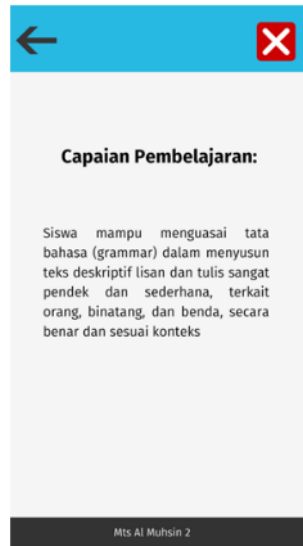 Capaian Pembelajaran:
Siswa mampu menguasai tata
bahasa (grammar) dalam menyusun
teks deskriptif lisan dan tulis sangat
pendek dan sederhana, terkait
orang, binatang, dan benda, secara
benar dan sesuai konteks
Mts Al Muhsin 2